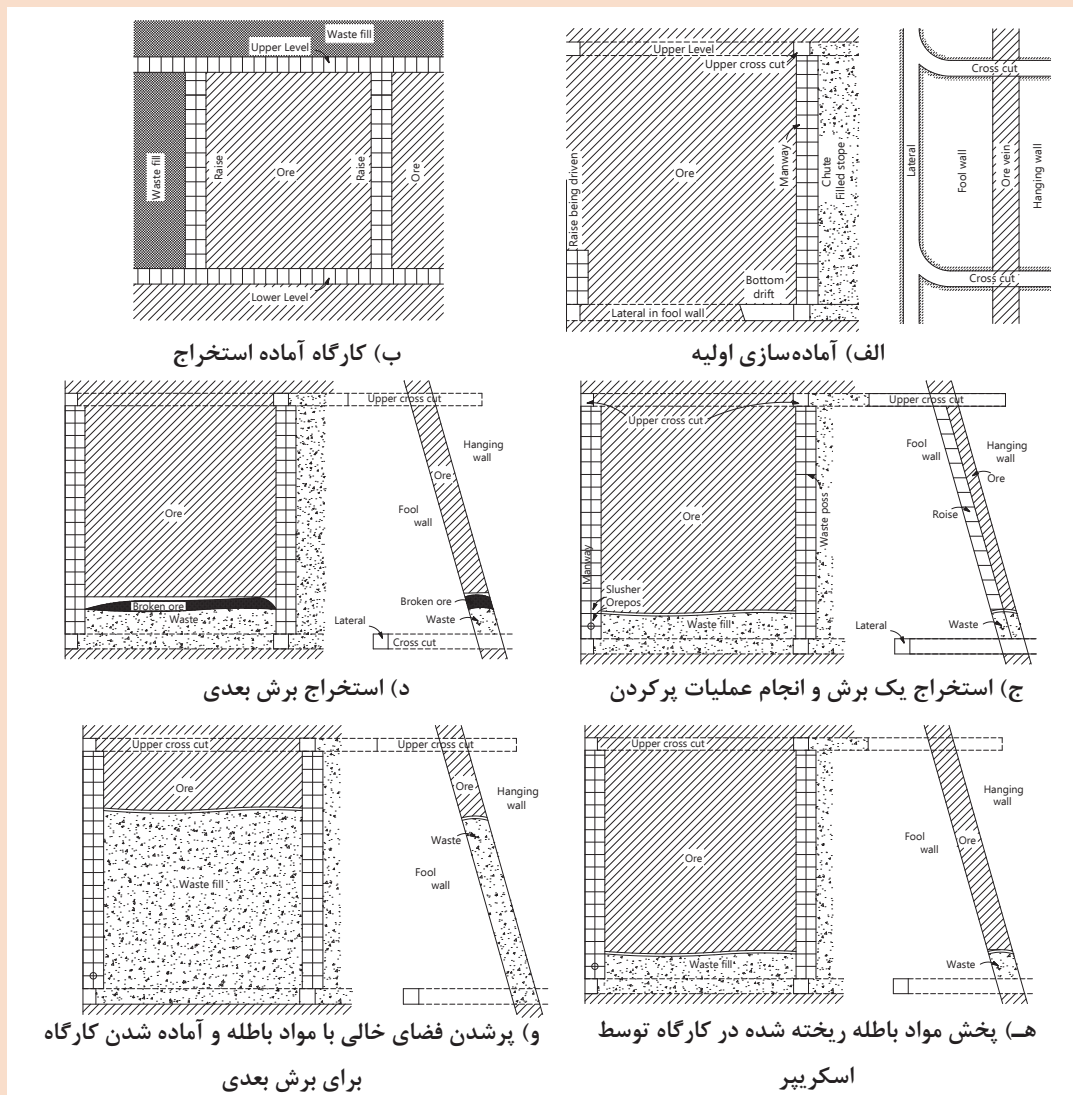 Waste fill
Upper Level
Waste fill
Raise
Ore
Raise
Ore
Lower Level
ب) کارگاه آماده استخراج
Upper Level
Upper cross cut
Raise being driven
Ore
Manway
Chute
Filled stope
Bottom
drift
Lateral in fool wall
Lateral
Fool wall
Ore vein
Hanging wall
Cross cut
Cross cut
الف) آماده‌سازی اولیه
Ore
Broken ore
Waste
Upper cross cut
Hanging
wall
Ore
Fool
wall
Broken ore
Waste
Lateral
Cross cut
د) استخراج برش بعدی
Upper cross cut
Ore
Manway
Slusher
Orepos
Waste fill
Waste poss
Upper cross cut
Fool
wall
Hanging
wall
Ore
Roise
Waste
Lateral
ج) استخراج یک برش و انجام عملیات پرکردن
Upper cross cut
Ore
Waste fill
Upper cross cut
Ore
Hanging
wall
Waste
Fool
wall
و) پرشدن فضای خالی با مواد باطله و آماده شدن کارگاه
برای برش بعدی
Upper cross cut
Ore
Waste fill
Hanging
wall
Fool
wall
Ore
Waste
هـ) پخش مواد باطله ریخته شده در کارگاه توسط
اسکریپر